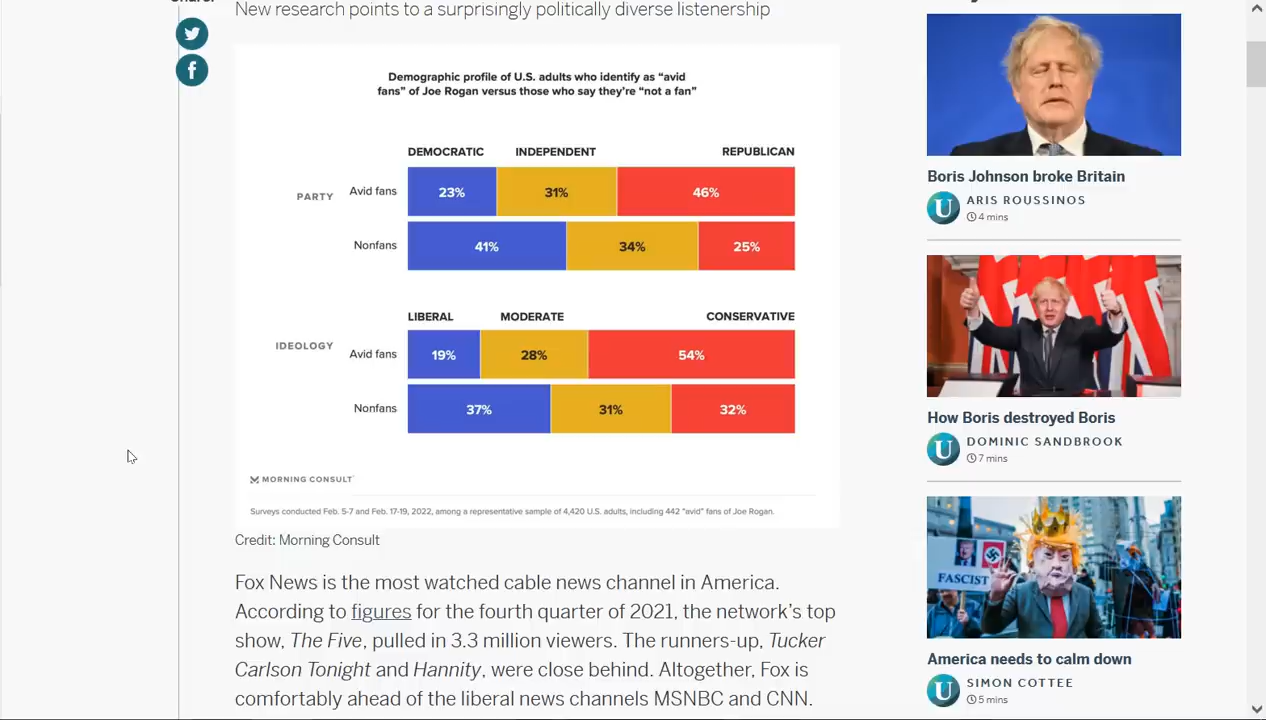 New research points to a surprisingly politically diverse listenership
Demographic profile of U.S. adults who identify as “avid
fans” of Joe Rogan versus those who say they’re “not a fan”
DEMOCRATIC INDEPENDENT REPUBLICAN
PARTY
Avid fans 23% 31% 46%
Nonfans 41% 34% 25%
LIBERAL MODERATE CONSERVATIVE
IDEOLOGY
Avid fans 19% 28% 54%
Nonfans 37% 31% 32%
MORNING CONSULT
Surveys conducted Feb. 5-7 and Feb. 17-19, 2022, among a representative sample of 4,420 U.S. adults, including 442 "avid" fans of Joe Rogan.
Credit: Morning Consult
Fox News is the most watched cable news channel in America.
According to figures for the fourth quarter of 2021, the network’s top
show, The Five, pulled in 3.3 million viewers. The runners-up, Tucker
Carlson Tonight and Hannity, were close behind. Altogether, Fox is
comfortably ahead of the liberal news channels MSNBC and CNN.
Boris Johnson broke Britain
U
ARIS ROUSSINOS
4 mins
How Boris destroyed Boris
U
DOMINIC SANDBROOK
7 mins
FASCIST
America needs to calm down
U
SIMON COTTEE
5 mins